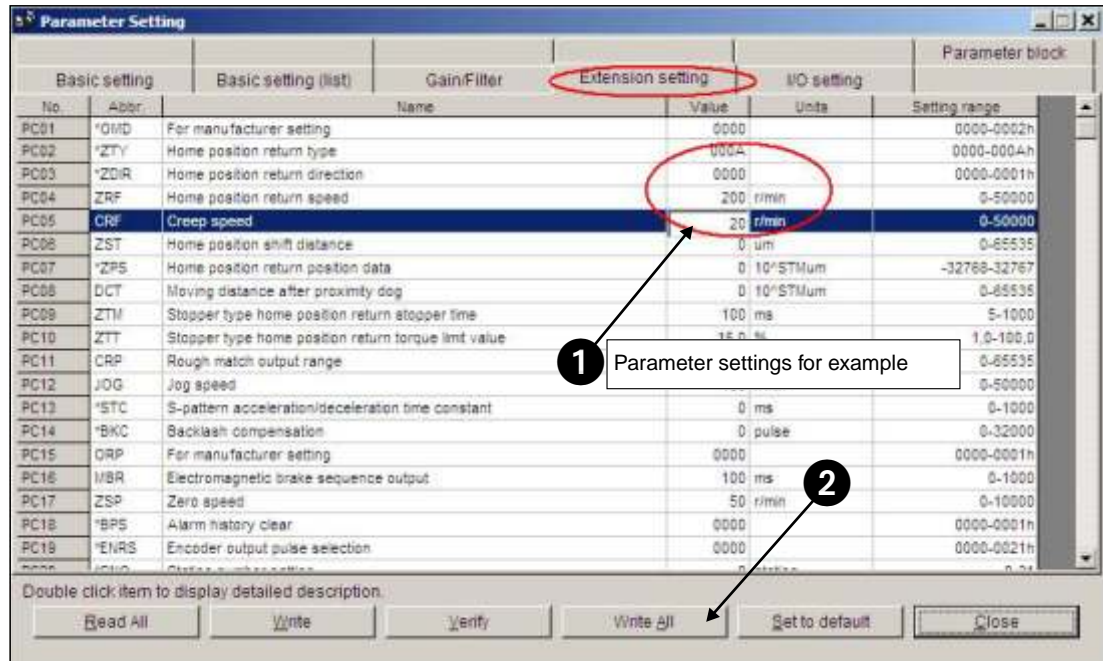 Parameter Setting
Parameter block
Basic setting Basic setting (list) Gain/Filter Extension setting I/O setting
No. Abbr. Name Value Units Setting range
PC01 *OMD For manufacturer setting 0000 0000-0002h
PC02 *ZTY Home position return type 000A 0000-000Ah
PC03 *ZDIR Home position return direction 0000 0000-0001h
PC04 ZRF Home position return speed 200 r/min 0-50000
PC05 CRF Creep speed 20 r/min 0-50000
PC06 ZST Home position shift distance 0 um 0-65535
PC07 *ZPS Home position return position data 0 10^STMum -32768-32767
PC08 DCT Moving distance after proximity dog 0 10^STMum 0-65535
PC09 ZTM Stopper type home position return stopper time 100 ms 5-1000
PC10 ZTT Stopper type home position return torque limit value 15.0 % 1.0-100.0
PC11 CRP Rough match output range 0-65535
1 Parameter settings for example
PC12 JOG Jog speed 0-50000
PC13 *STC S-pattern acceleration/deceleration time constant 0 ms 0-1000
PC14 *BKC Backlash compensation 0 pulse 0-32000
PC15 ORP For manufacturer setting 0000 0000-0001h
PC16 MBR Electromagnetic brake sequence output 100 ms 0-1000
2
PC17 ZSP Zero speed 50 r/min 0-10000
PC18 *BPS Alarm history clear 0000 0000-0001h
PC19 *ENRS Encoder output pulse selection 0000 0000-0021h
Double click item to display detailed description.
Read All Write Verify Write All Set to default Close